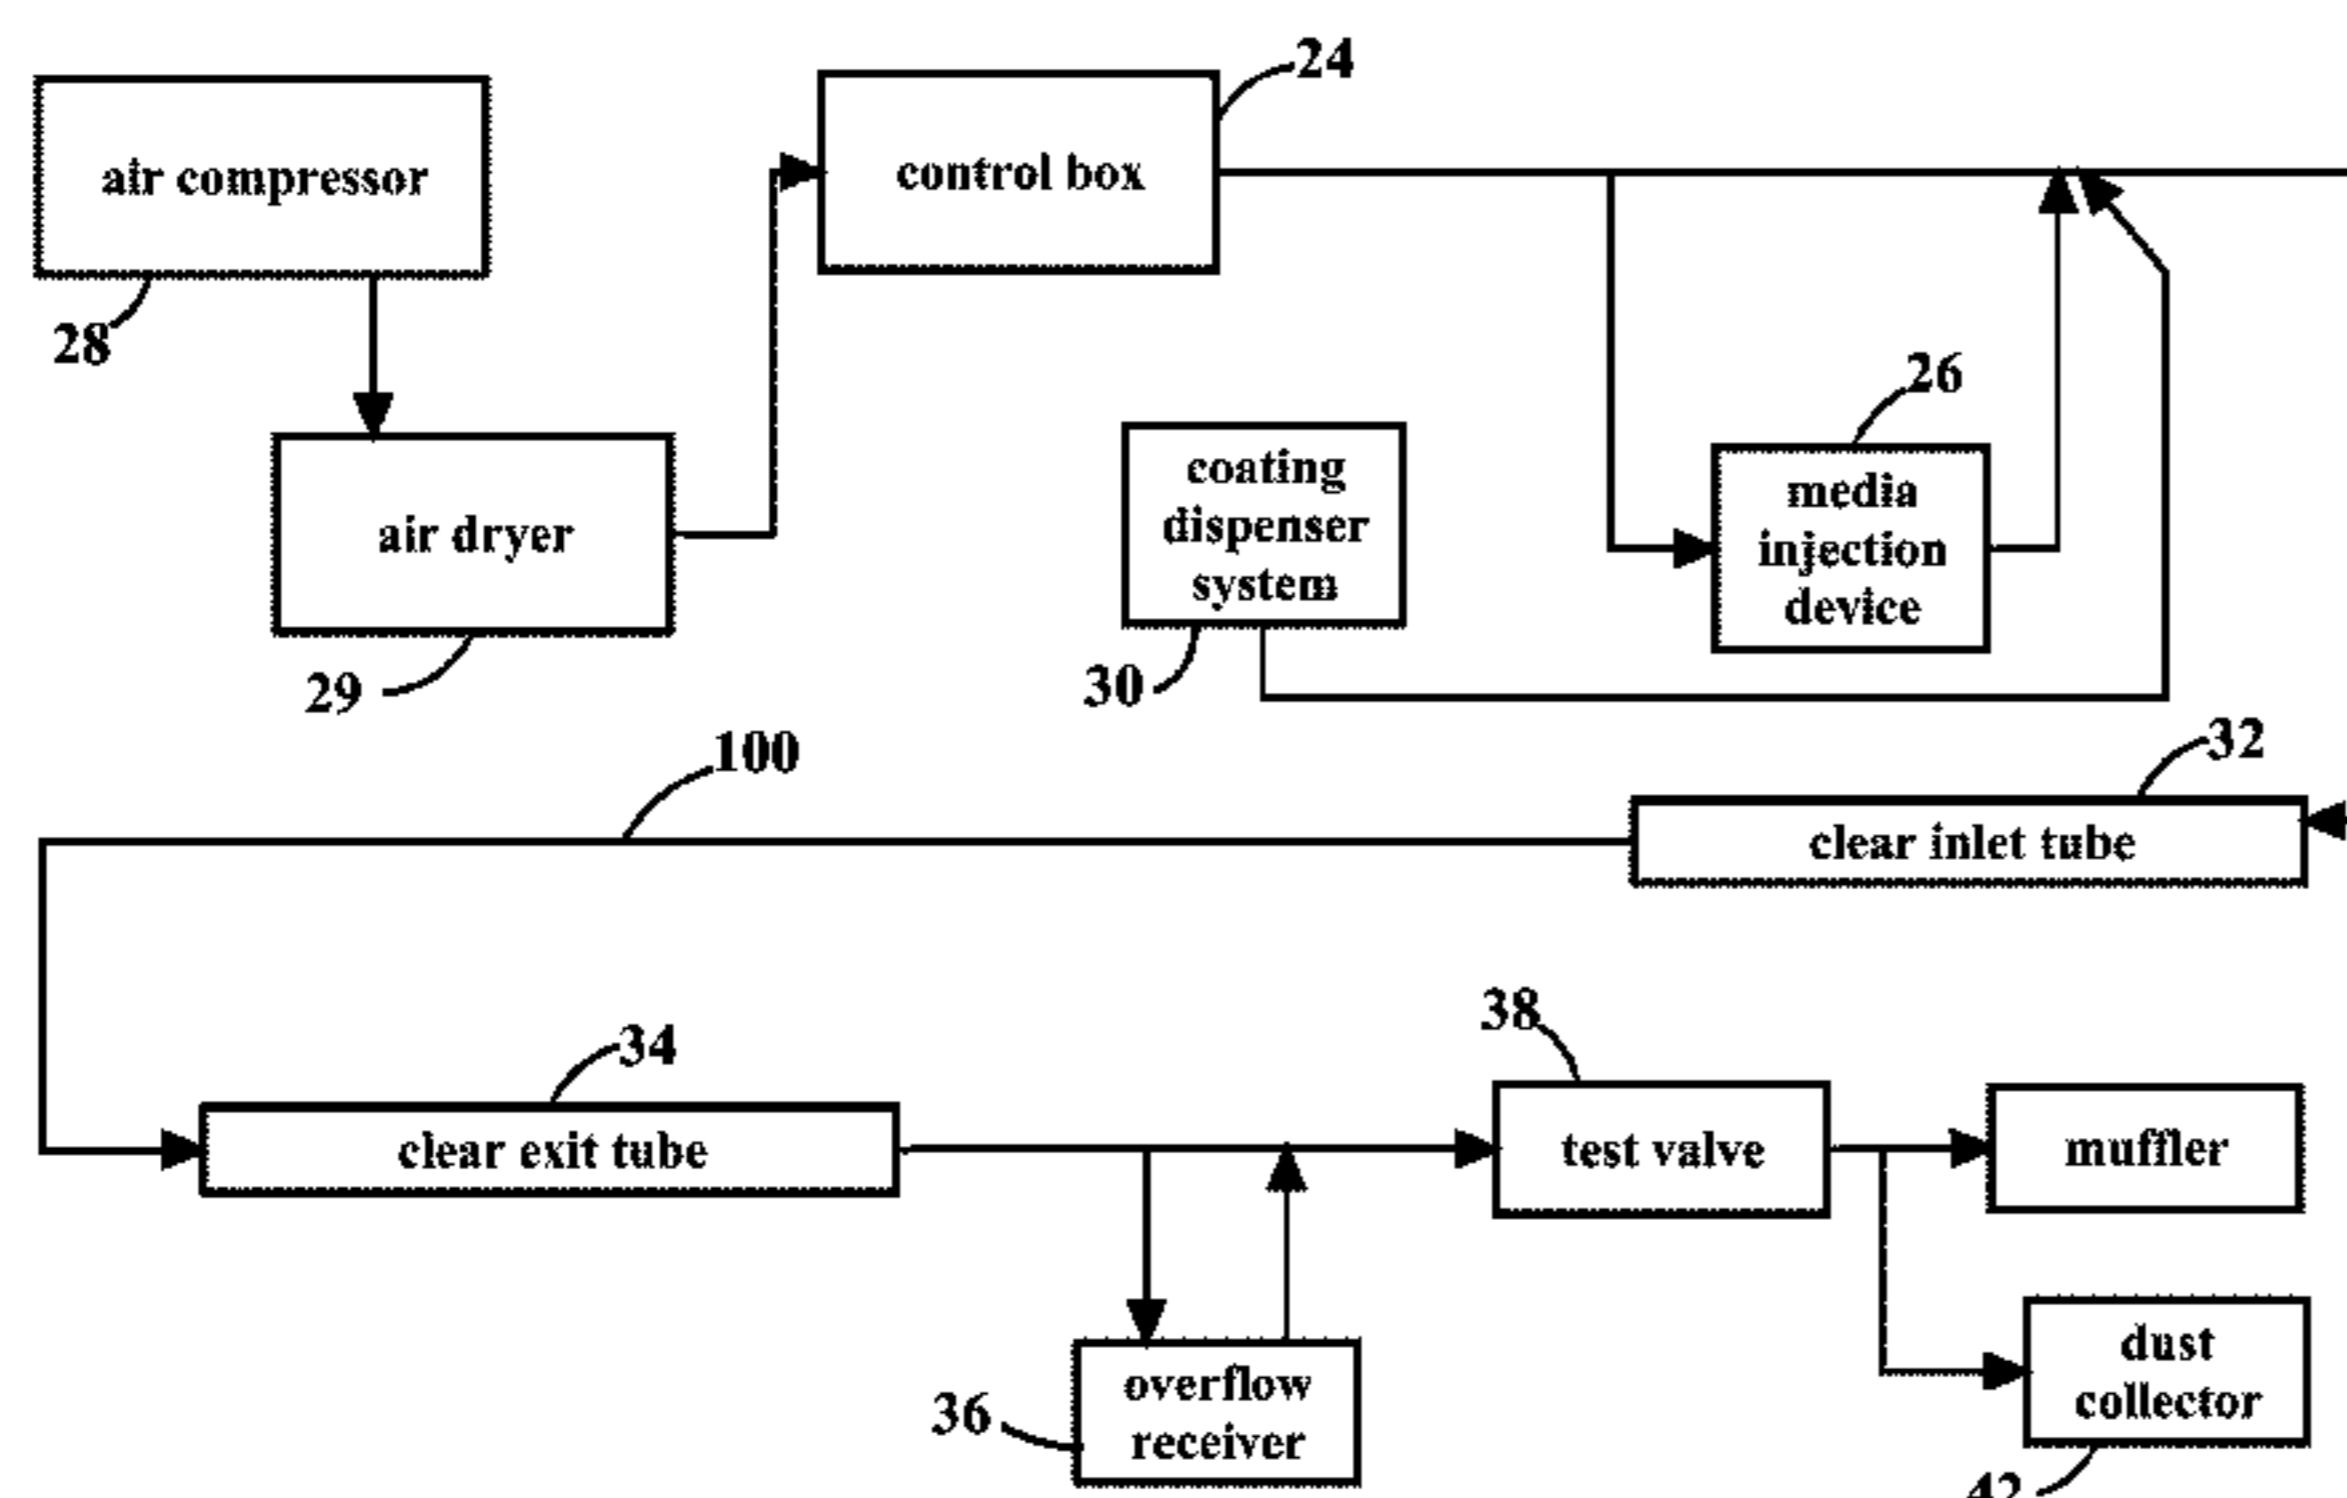 24
air compressor
control box
28
26
coating
dispenser
system
media
injection
device
air dryer
29
30
100
32
clear inlet tube
38
34
clear exit tube
test valve
muffler
36
overflow
receiver
dust
collector
42